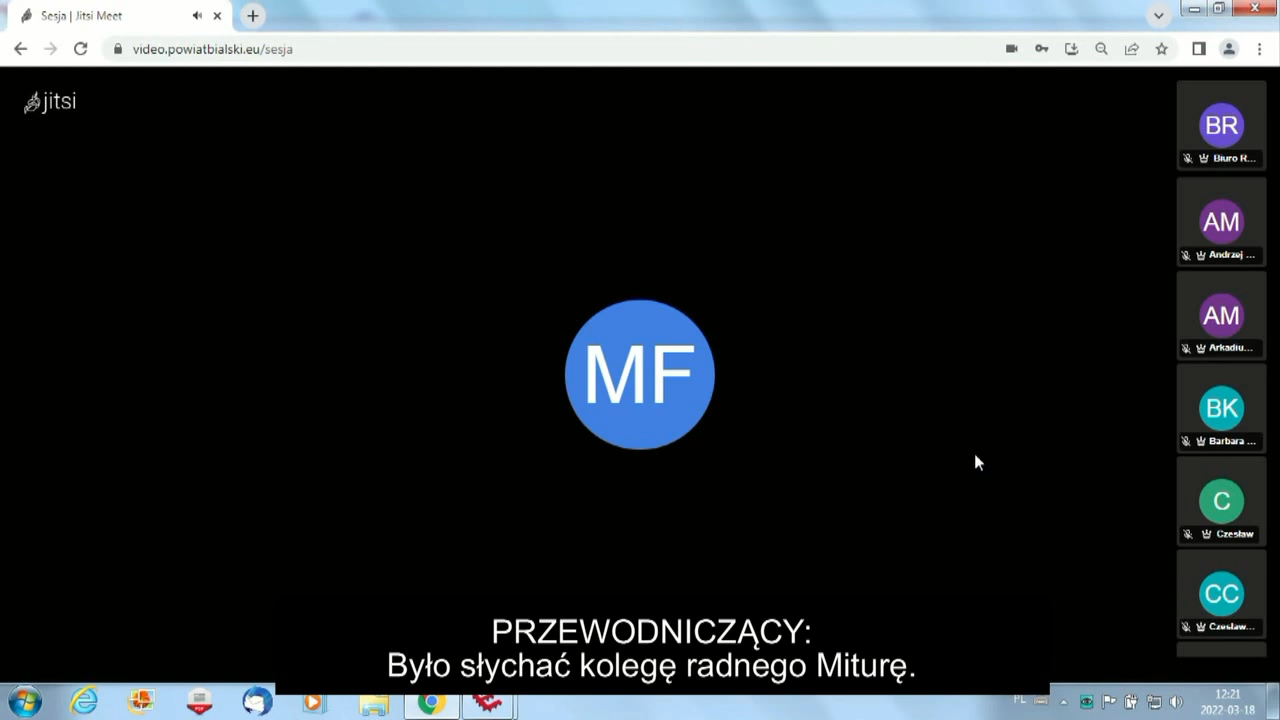 Sesja | Jitsi Meet
video.powiatbialski.eu/sesja
jitsi
BR
Biuro R...
AM
Andrzej ...
AM
Arkadiu...
BK
Barbara ...
C
Czesław
CC
Czesław...
MF
PRZEWODNICZĄCY:
Było słychać kolegę radnego Miturę.
PL
12:21
2022-03-18